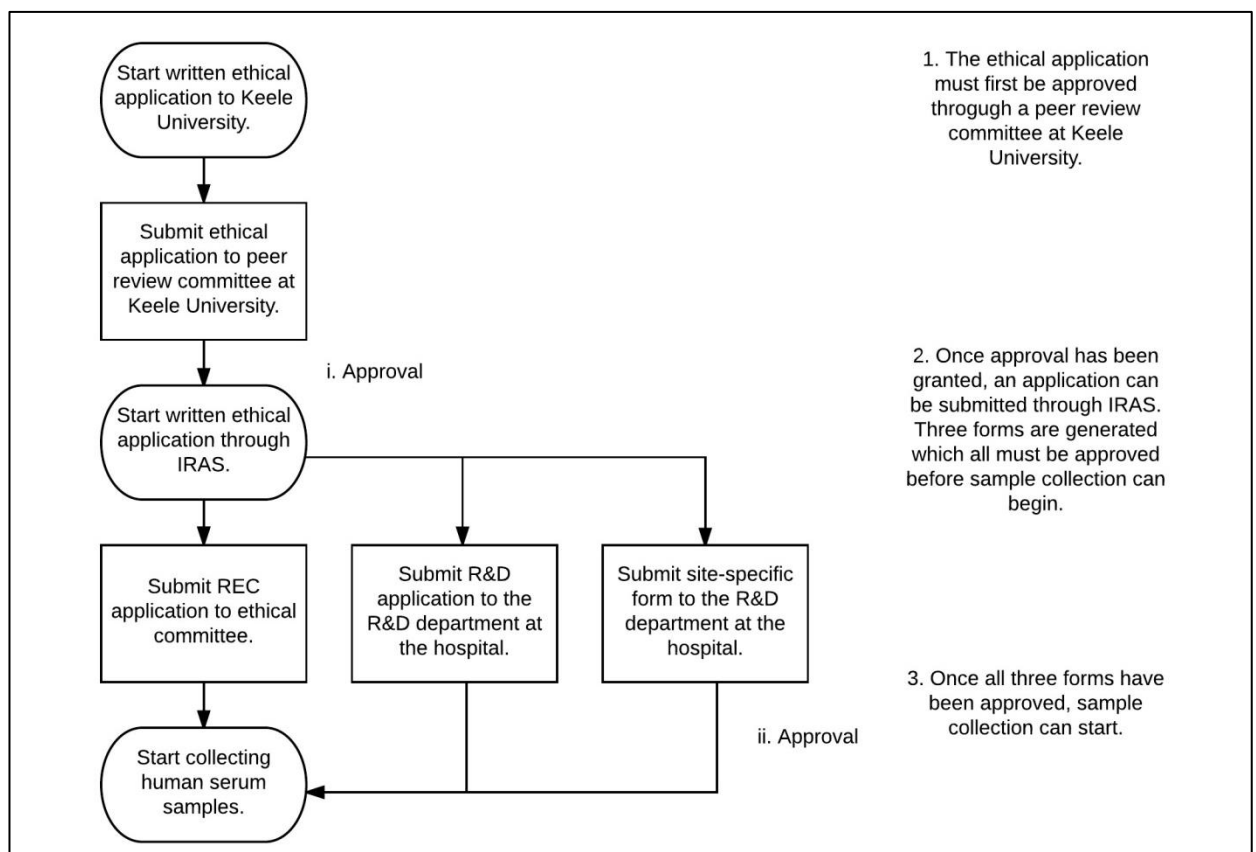 Start written ethical
application to Keele
University.
1. The ethical application
must first be approved
throgugh a peer review
committee at Keele
University.
Submit ethical
application to peer
review committee at
Keele University.
i. Approval
2. Once approval has been
granted, an application can
be submitted through IRAS.
Three forms are generated
which all must be approved
before sample collection can
begin.
Start written ethical
application through
IRAS.
Submit REC
application to ethical
committee.
Submit R&D
application to the
R&D department at
the hospital.
Submit site-specific
form to the R&D
department at the
hospital.
3. Once all three forms have
been approved, sample
collection can start.
ii. Approval
Start collecting
human serum
samples.